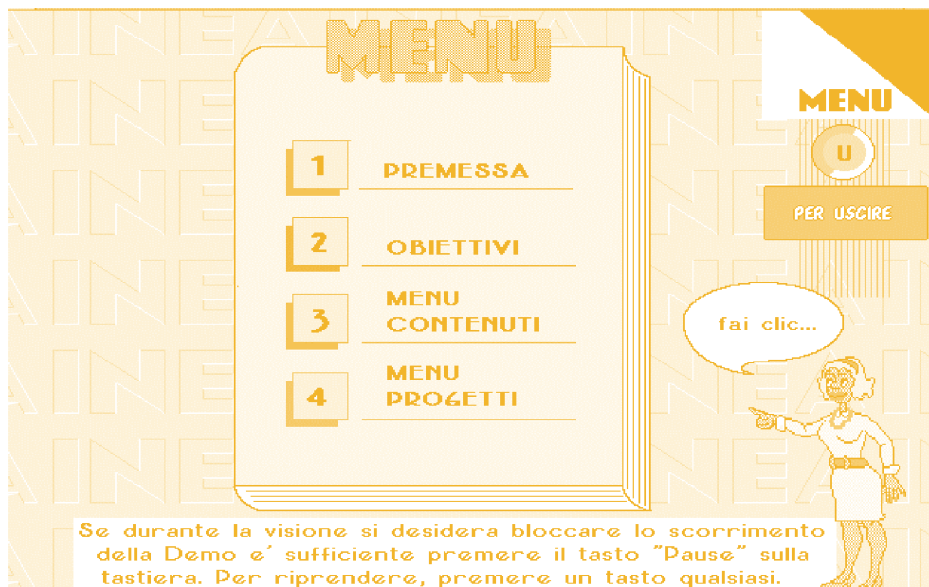 MENU
1 PREMESSA
2 OBIETTIVI
3 MENU
CONTENUTI
4 MENU
PROGETTI
MENU
U
PER USCIRE
fai clic...
Se durante la visione si desidera bloccare lo scorrimento
della Demo e' sufficiente premere il tasto "Pause" sulla
tastiera. Per riprendere, premere un tasto qualsiasi.